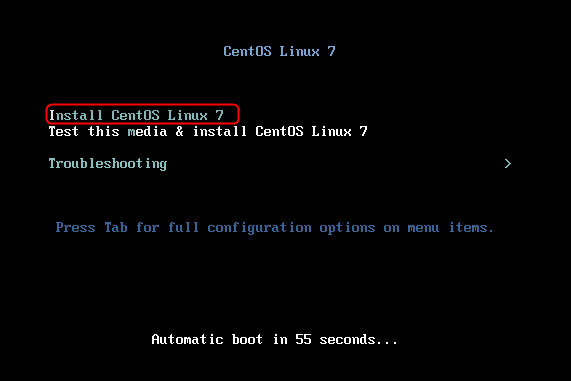 CentOS Linux 7
Install CentOS Linux 7
Test this media & install CentOS Linux 7
Troubleshooting >
Press Tab for full configuration options on menu items.
Automatic boot in 55 seconds...